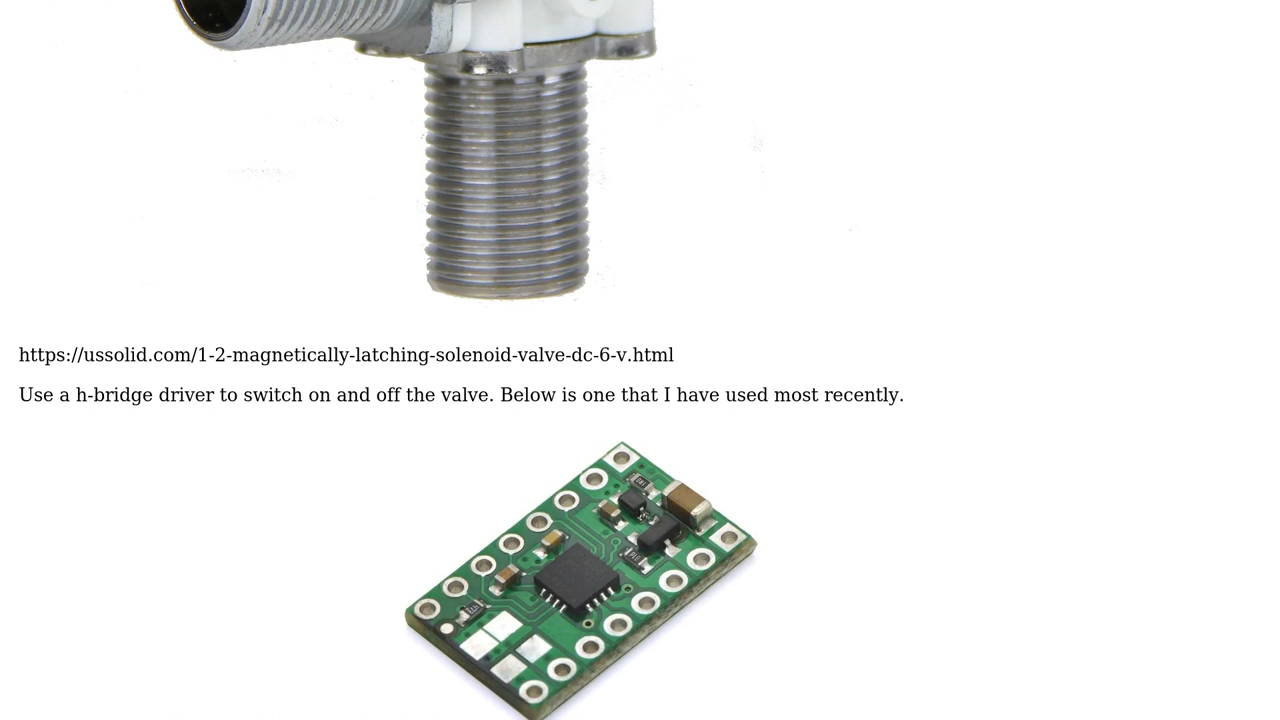 https://ussolid.com/1-2-magnetically-latching-solenoid-valve-dc-6-v.html
Use a h-bridge driver to switch on and off the valve. Below is one that I have used most recently.